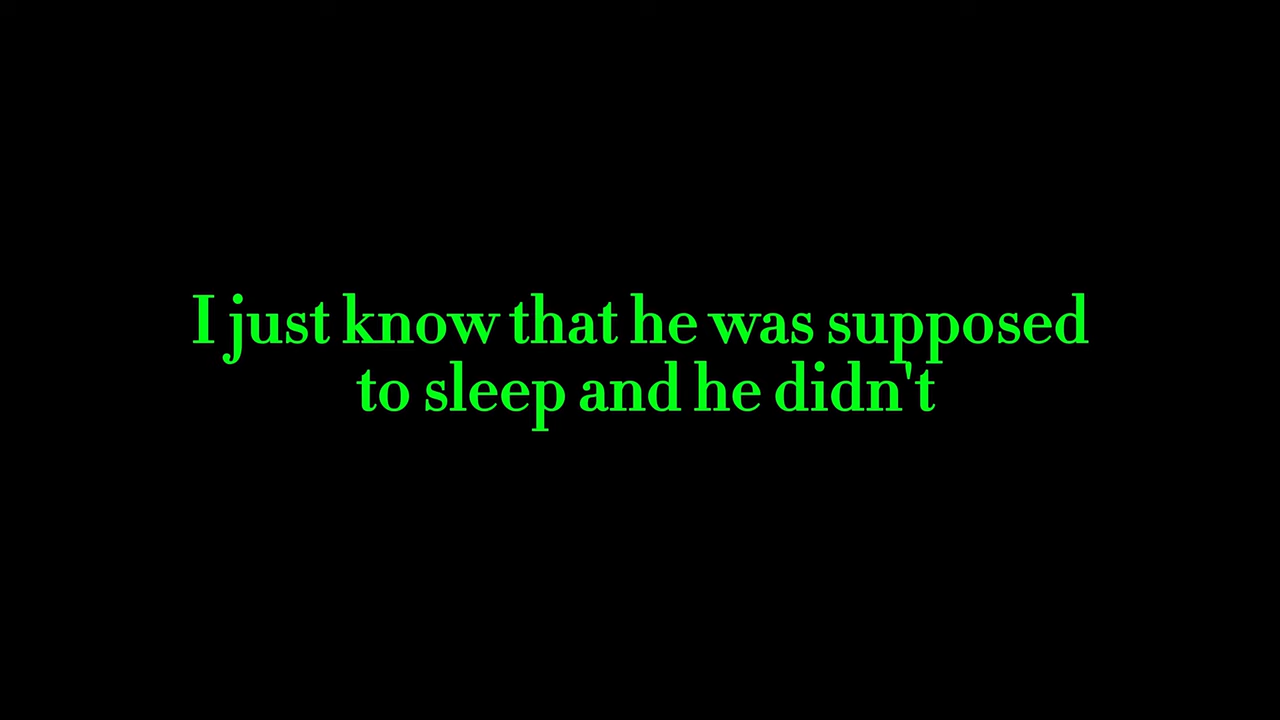 I just know that he was supposed
to sleep and he didn't